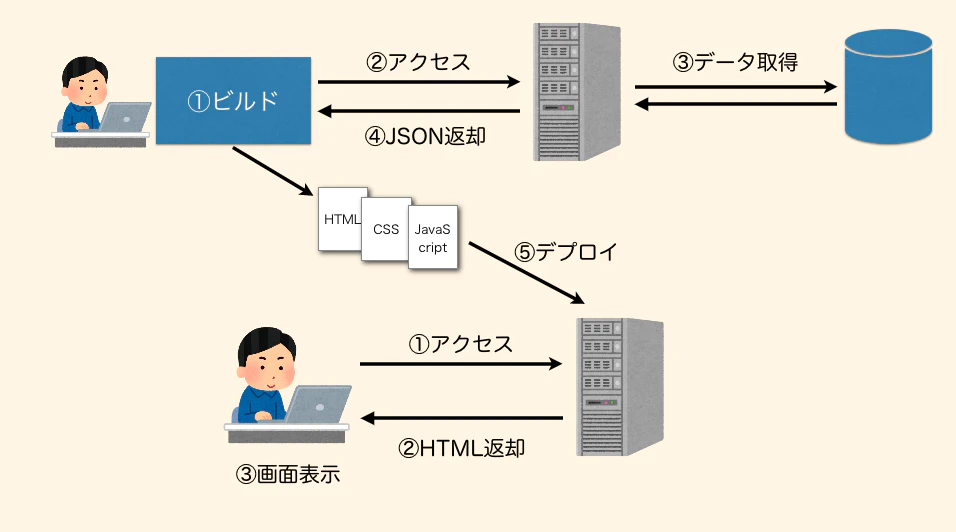 ①ビルド
②アクセス
③データ取得
④JSON返却
HTML
CSS
JavaS
cript
⑤デプロイ
①アクセス
②HTML返却
③画面表示